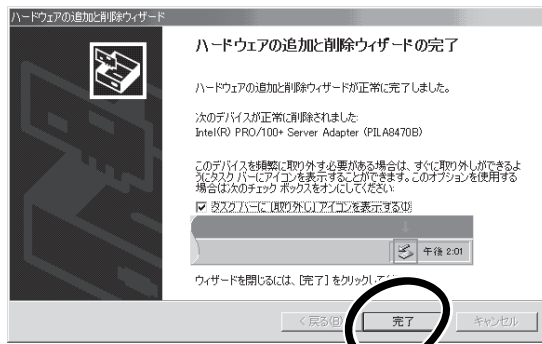 ハードウェアの追加と削除ウィザード
ハードウェアの追加と削除ウィザードの完了
ハードウェアの追加と削除ウィザードが正常に完了しました。
次のデバイスが正常に削除されました:
Intel(R) PRO/100+ Server Adapter (PILA8470B)
このデバイスを頻繁に取り外す必要がある場合は、すぐに取り外しができるよ
うにタスク バーにアイコンを表示することができます。このオプションを使用する
場合は次のチェック ボックスをオンにしてください:
タスク バーに [取り外し] アイコンを表示する(U)
午後 2:01
ウィザードを閉じるには、[完了] をクリックし
< 戻る(B)
完了
キャンセル